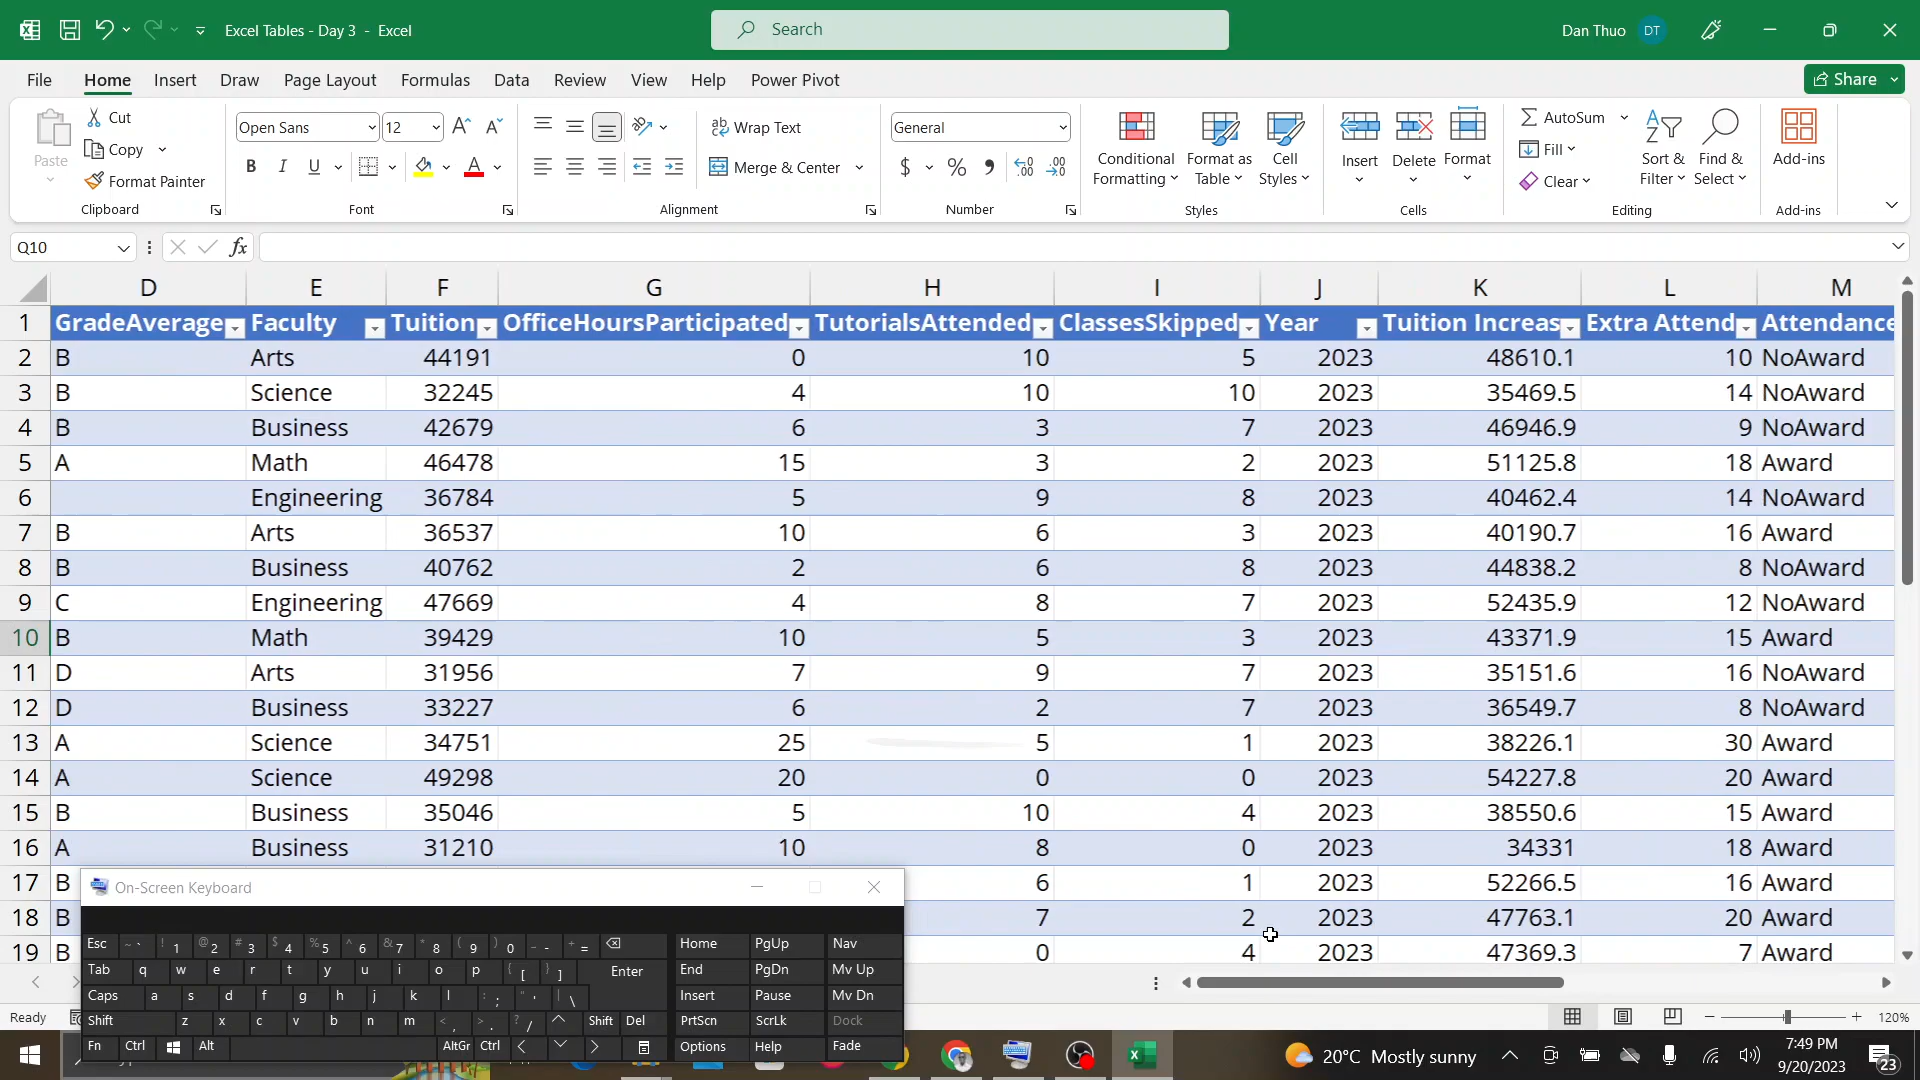 Excel Tables - Day 3 - Excel
Search
Dan Thuo DT
File Home Insert Draw Page Layout Formulas Data Review View Help Power Pivot Share
Paste Cut Copy Format Painter Clipboard
Open Sans 12 B I U A Font
ab Wrap Text Merge & Center Alignment
General $ % Number
Conditional Formatting Format as Table Cell Styles Styles
Insert Delete Format Cells
AutoSum Fill Clear Sort & Filter Find & Select Editing
Add-ins Add-ins
Q10 fx
D E F G H I J K L M
1 GradeAverage Faculty Tuition OfficeHoursParticipated TutorialsAttended ClassesSkipped Year Tuition Increas Extra Attend Attendance
2 B Arts 44191 0 10 5 2023 48610.1 10 NoAward
3 B Science 32245 4 10 10 2023 35469.5 14 NoAward
4 B Business 42679 6 3 7 2023 46946.9 9 NoAward
5 A Math 46478 15 3 2 2023 51125.8 18 Award
6 Engineering 36784 5 9 8 2023 40462.4 14 NoAward
7 B Arts 36537 10 6 3 2023 40190.7 16 Award
8 B Business 40762 2 6 8 2023 44838.2 8 NoAward
9 C Engineering 47669 4 8 7 2023 52435.9 12 NoAward
10 B Math 39429 10 5 3 2023 43371.9 15 Award
11 D Arts 31956 7 9 7 2023 35151.6 16 NoAward
12 D Business 33227 6 2 7 2023 36549.7 8 NoAward
13 A Science 34751 25 5 1 2023 38226.1 30 Award
14 A Science 49298 20 0 0 2023 54227.8 20 Award
15 B Business 35046 5 10 4 2023 38550.6 15 Award
16 A Business 31210 10 8 0 2023 34331 18 Award
17 B 6 1 2023 52266.5 16 Award
18 B 7 2 2023 47763.1 20 Award
19 B 0 4 2023 47369.3 7 Award
On-Screen Keyboard
Esc ~ ` ! 1 @ 2 # 3 $ 4 % 5 ^ 6 & 7 * 8 ( 9 ) 0 _ - + = Home PgUp Nav
Tab q w e r t y u i o p { [ } ] Enter End PgDn Mv Up
Caps a s d f g h j k l : ; " ' | \ Insert Pause Mv Dn
Shift z x c v b n m < , > . ? / Shift Del PrtScn ScrLk Dock
Fn Ctrl Alt AltGr Ctrl Options Help Fade
Ready 120%
20°C Mostly sunny
7:49 PM
9/20/2023
23